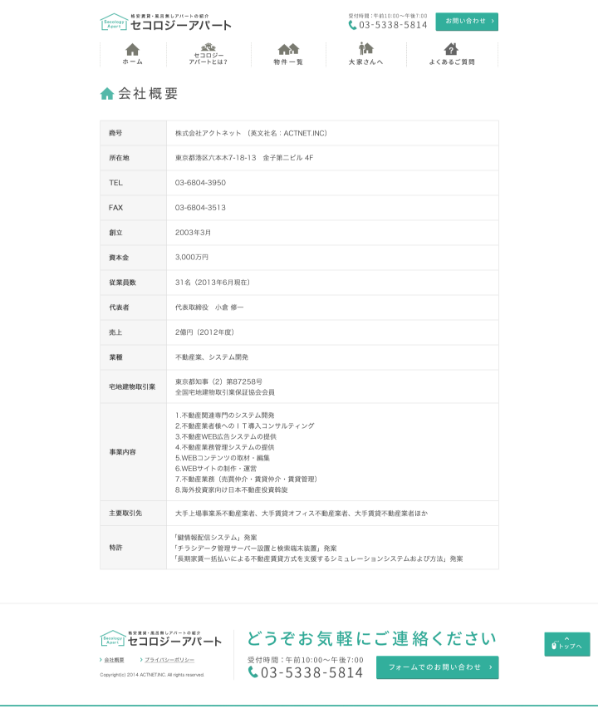 格安賃貸・風呂無しアパートの紹介
Secology Apart
セコロジーアパート
受付時間：午前10:00〜午後7:00
03-5338-5814
お問い合わせ
ホーム
セコロジー
アパートとは？
物件一覧
大家さんへ
よくあるご質問
会社概要
商号 株式会社アクトネット （英文社名：ACTNET.INC）
所在地 東京都港区六本木7-18-13 金子第二ビル 4F
TEL 03-6804-3950
FAX 03-6804-3513
創立 2003年3月
資本金 3,000万円
従業員数 31名（2013年6月現在）
代表者 代表取締役 小倉 修一
売上 2億円（2012年度）
業種 不動産業、システム開発
宅地建物取引業 東京都知事（2）第87258号
全国宅地建物取引業保証協会会員
事業内容
1.不動産関連専門のシステム開発
2.不動産業者様へのＩＴ導入コンサルティング
3.不動産WEB広告システムの提供
4.不動産業務管理システムの提供
5.WEBコンテンツの取材・編集
6.WEBサイトの制作・運営
7.不動産業務（売買仲介・賃貸仲介・賃貸管理）
8.海外投資家向け日本不動産投資斡旋
主要取引先 大手上場事業系不動産業者、大手賃貸オフィス不動産業者、大手賃貸不動産業者ほか
特許
「鍵情報配信システム」発案
「チラシデータ管理サーバー設置と検索端末装置」発案
「長期家賃一括払いによる不動産賃貸方式を支援するシミュレーションシステムおよび方法」発案
格安賃貸・風呂無しアパートの紹介
Secology Apart
セコロジーアパート
会社概要
プライバシーポリシー
Copyright(c) 2014 ACTNET.INC. All rights reserved.
どうぞお気軽にご連絡ください
受付時間：午前10:00〜午後7:00
03-5338-5814
フォームでのお問い合わせ
トップへ